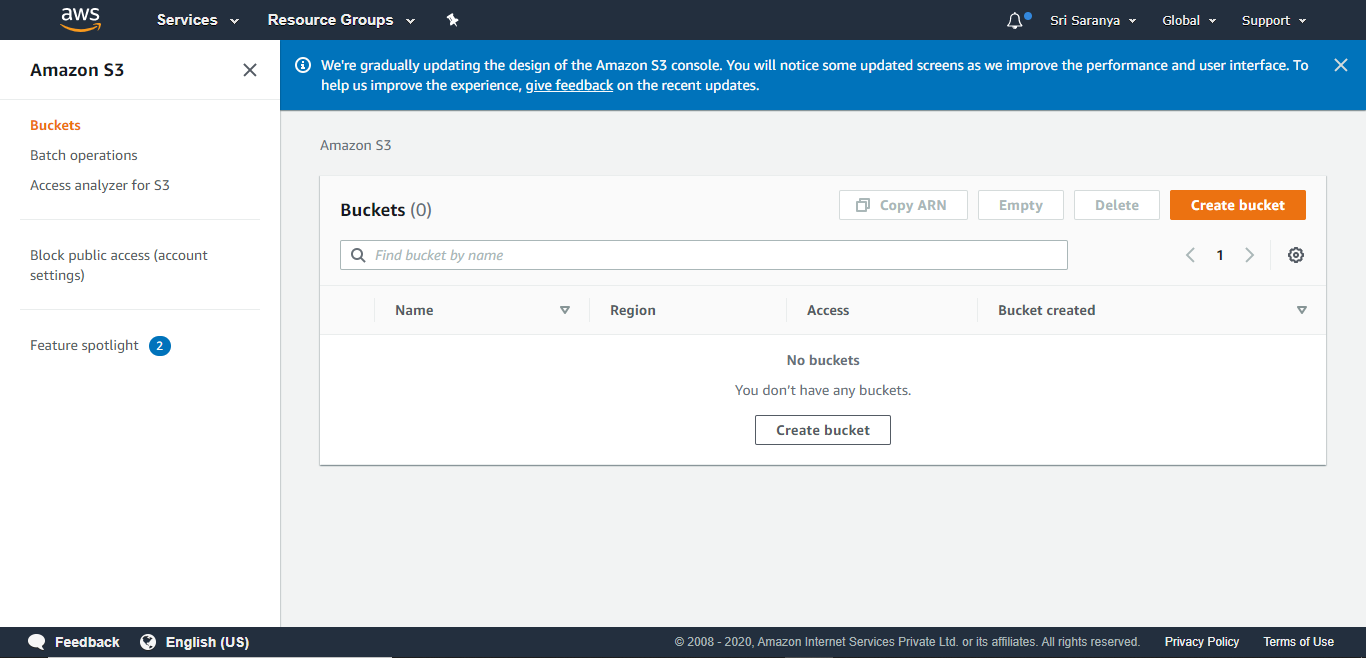 aws
Services
Resource Groups
Sri Saranya
Global
Support
Amazon S3
We're gradually updating the design of the Amazon S3 console. You will notice some updated screens as we improve the performance and user interface. To
help us improve the experience, give feedback on the recent updates.
Buckets
Batch operations
Access analyzer for S3
Block public access (account
settings)
Feature spotlight 2
Amazon S3
Buckets (0)
Copy ARN
Empty
Delete
Create bucket
Find bucket by name
1
Name
Region
Access
Bucket created
No buckets
You don't have any buckets.
Create bucket
Feedback
English (US)
© 2008 - 2020, Amazon Internet Services Private Ltd. or its affiliates. All rights reserved.
Privacy Policy
Terms of Use